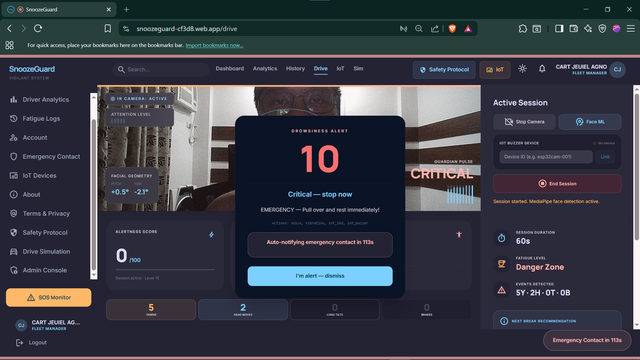 SnoozeGuard
snoozeguard-cf3d8.web.app/drive
For quick access, place your bookmarks here on the bookmarks bar. Import bookmarks now...
SnoozeGuard
VIGILANT SYSTEM
Search...
Dashboard
Analytics
History
Drive
IoT
Sim
Safety Protocol
IoT
CART JEUIEL AGNO
FLEET MANAGER
CJ
Driver Analytics
Fatigue Logs
Account
Emergency Contact
IoT Devices
About
Terms & Privacy
Safety Protocol
Drive Simulation
Admin Console
SOS Monitor
CJ
CART JEUIEL AG...
FLEET MANAGER
Logout
IR CAMERA: ACTIVE
ATTENTION LEVEL
FACIAL GEOMETRY
+0.5° -2.1°
GUARDIAN PULSE
CRITICAL
DROWSINESS ALERT
10
Critical — stop now
EMERGENCY — Pull over and rest immediately!
Auto-notifying emergency contact in 113s
I'm alert — dismiss
ALERTNESS SCORE
0 /100
5
YAWNS
2
HEAD NODS
0
0
Active Session
Stop Camera
Face ML
IOT BUZZER DEVICE
No device
Device ID (e.g. esp32cam-001)
Link
End Session
Session started. MediaPipe face detection active.
SESSION DURATION
60s
FATIGUE LEVEL
Danger Zone
EVENTS DETECTED
5Y · 2H · 0T · 0B
NEXT BREAK RECOMMENDATION
Emergency Contact in 113s